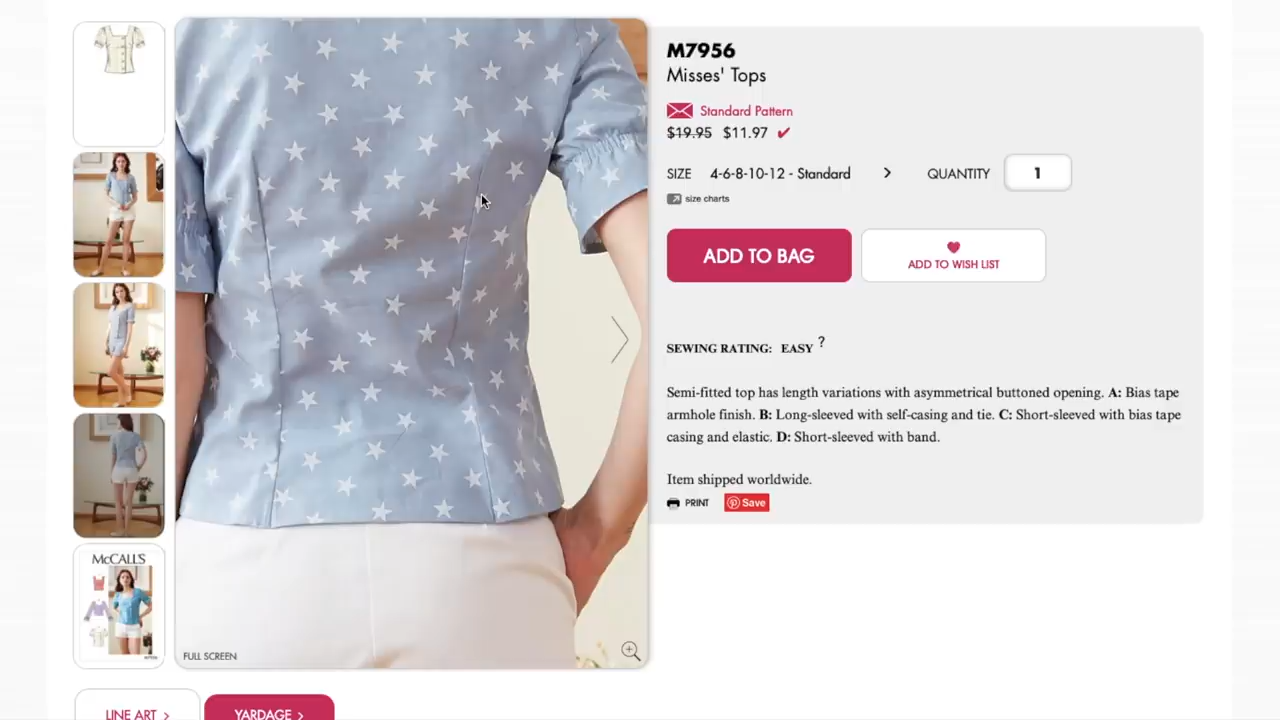 M7956
Misses' Tops
Standard Pattern
$19.95 $11.97
SIZE 4-6-8-10-12 - Standard > QUANTITY 1
size charts
ADD TO BAG
ADD TO WISH LIST
SEWING RATING: EASY ?
Semi-fitted top has length variations with asymmetrical buttoned opening. A: Bias tape
armhole finish. B: Long-sleeved with self-casing and tie. C: Short-sleeved with bias tape
casing and elastic. D: Short-sleeved with band.
Item shipped worldwide.
PRINT Save
McCALL'S
FULL SCREEN
LINE ART > YARDAGE >